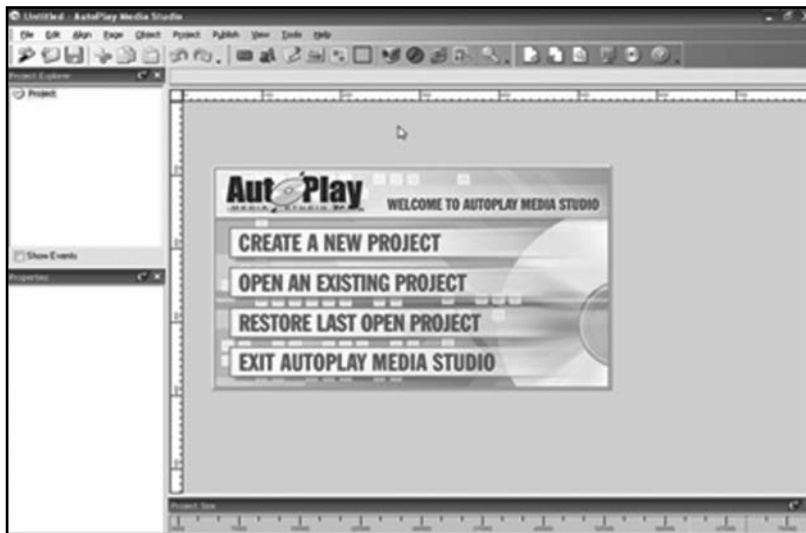 Untitled - AutoPlay Media Studio
File Edit Align Page Object Project Publish View Tools Help
Project Explorer
Project
AutoPlay
MEDIA STUDIO
WELCOME TO AUTOPLAY MEDIA STUDIO
CREATE A NEW PROJECT
OPEN AN EXISTING PROJECT
RESTORE LAST OPEN PROJECT
EXIT AUTOPLAY MEDIA STUDIO
Show Events
Properties
Project Size